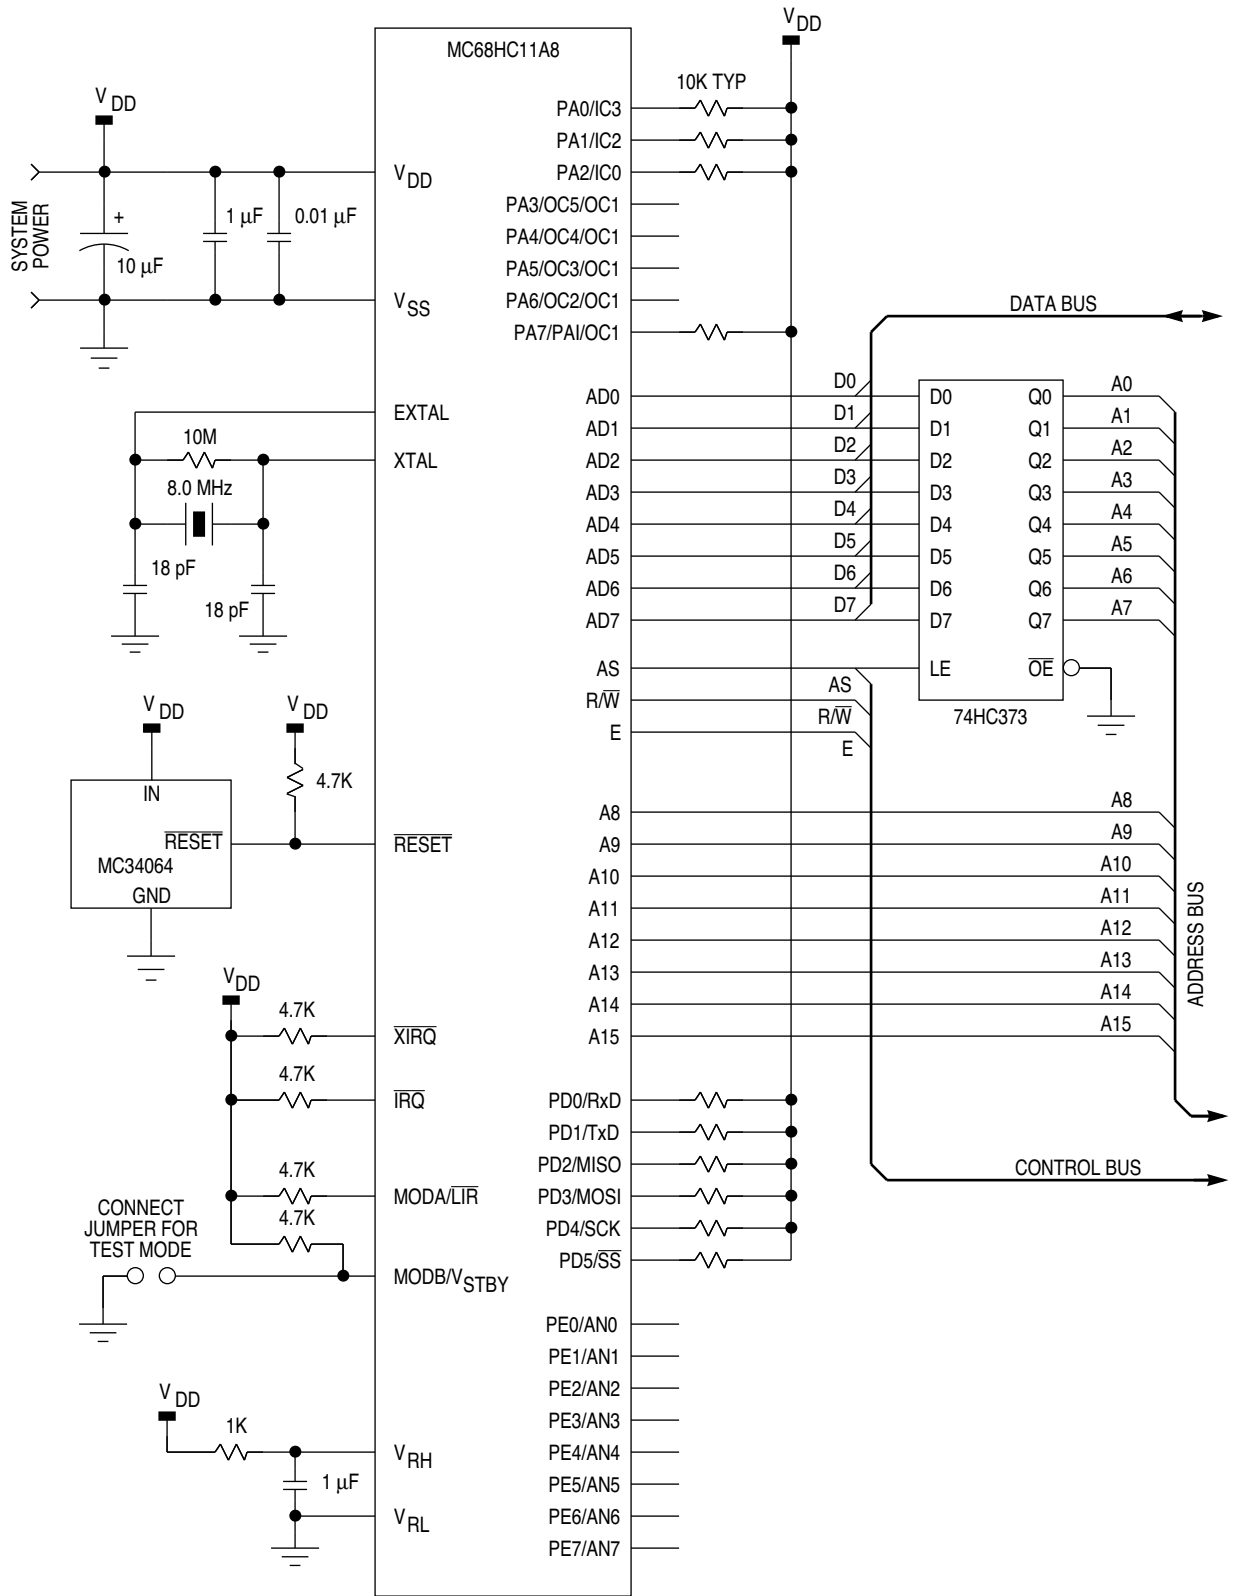 MC68HC11A8
V DD
SYSTEM POWER
+
10 µF
1 µF
0.01 µF
VDD
VSS
EXTAL
10M
XTAL
8.0 MHz
18 pF
18 pF
V DD
V DD
IN
4.7K
RESET
RESET
MC34064
GND
V DD
4.7K
XIRQ
4.7K
IRQ
4.7K
MODA/LIR
4.7K
CONNECT
JUMPER FOR
TEST MODE
MODB/VSTBY
V DD
1K
VRH
1 µF
VRL
V DD
10K TYP
PA0/IC3
PA1/IC2
PA2/IC0
PA3/OC5/OC1
PA4/OC4/OC1
PA5/OC3/OC1
PA6/OC2/OC1
PA7/PAI/OC1
AD0
AD1
AD2
AD3
AD4
AD5
AD6
AD7
AS
R/W
E
A8
A9
A10
A11
A12
A13
A14
A15
PD0/RxD
PD1/TxD
PD2/MISO
PD3/MOSI
PD4/SCK
PD5/SS
PE0/AN0
PE1/AN1
PE2/AN2
PE3/AN3
PE4/AN4
PE5/AN5
PE6/AN6
PE7/AN7
DATA BUS
D0
D1
D2
D3
D4
D5
D6
D7
AS
R/W
E
D0 Q0
D1 Q1
D2 Q2
D3 Q3
D4 Q4
D5 Q5
D6 Q6
D7 Q7
LE OE
74HC373
A0
A1
A2
A3
A4
A5
A6
A7
A8
A9
A10
A11
A12
A13
A14
A15
ADDRESS BUS
CONTROL BUS